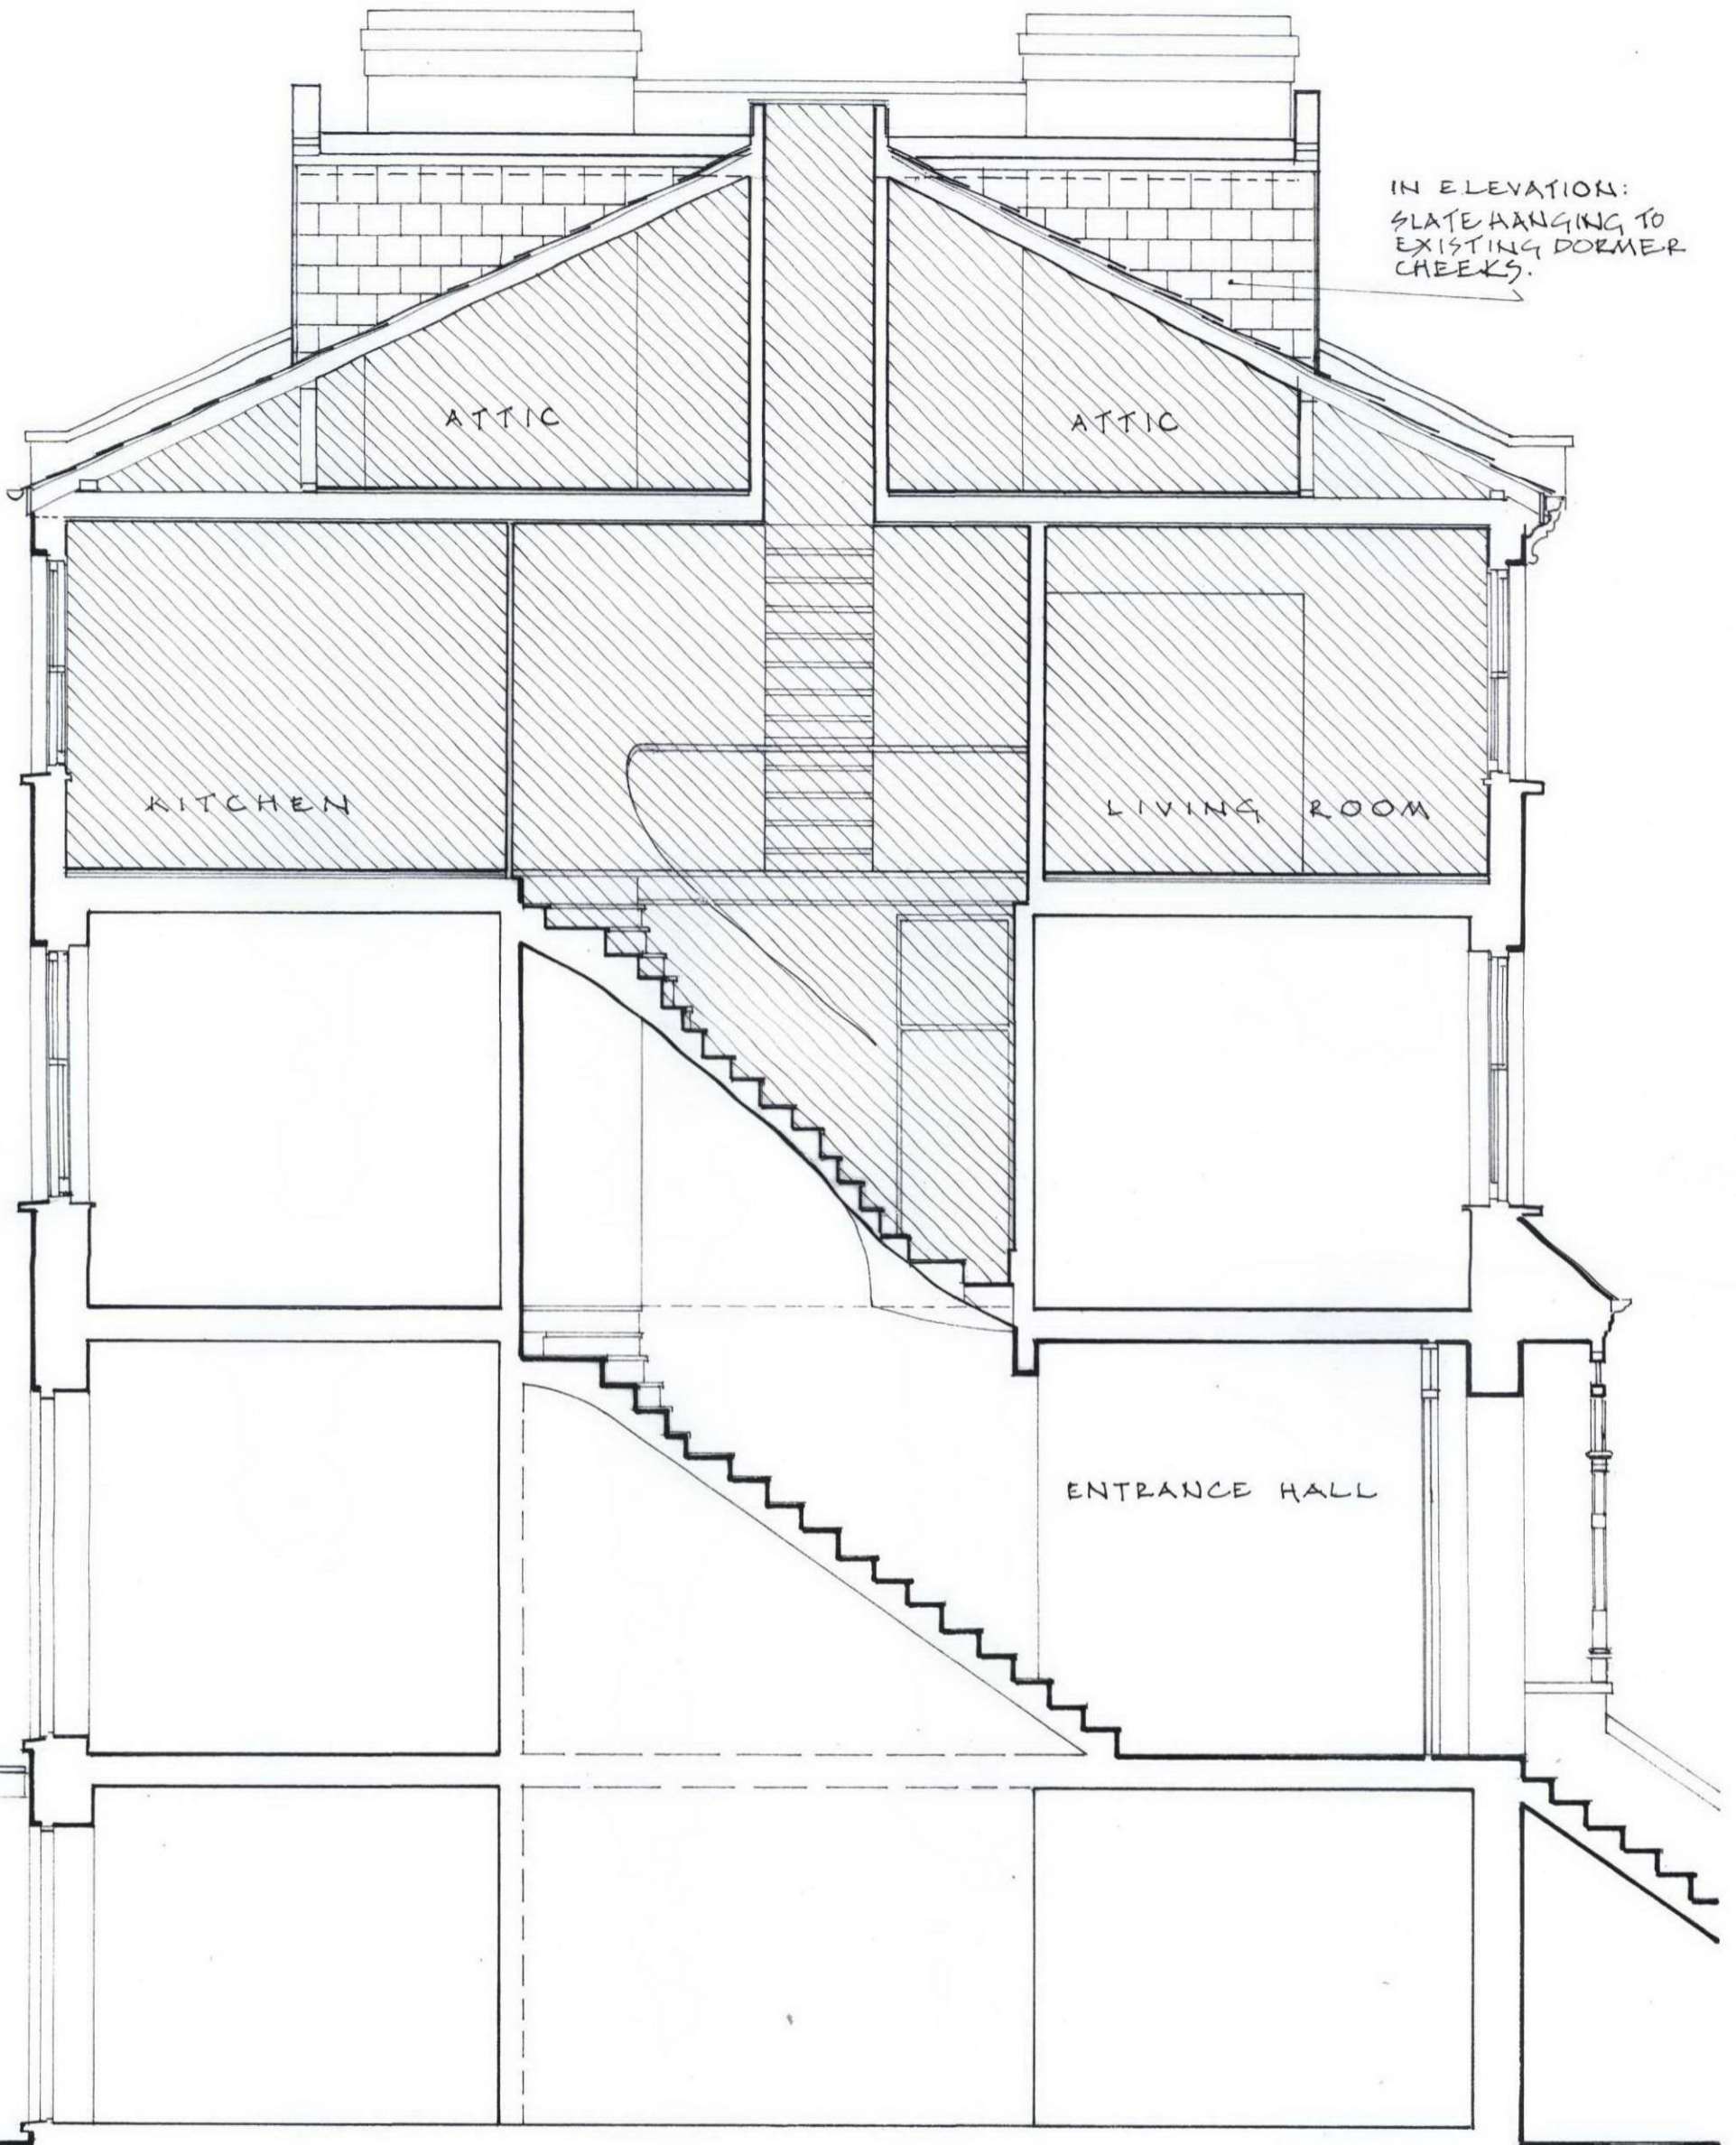 IN ELEVATION:
SLATE HANGING TO
EXISTING DORMER
CHEEKS.
ATTIC
ATTIC
KITCHEN
LIVING ROOM
ENTRANCE HALL